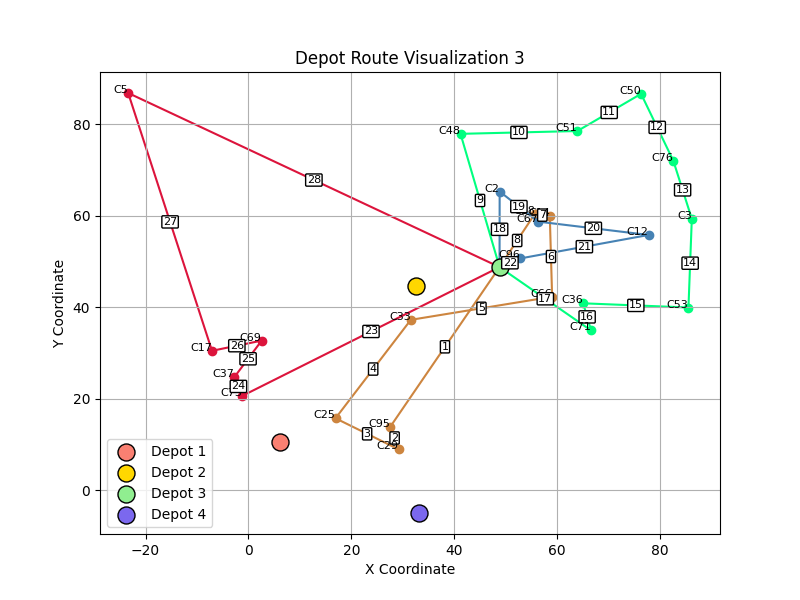 Depot Route Visualization 3
Y Coordinate
X Coordinate
80
60
40
20
0
−20
0
20
40
60
80
C5
C48
C51
C50
C76
C3
C53
C36
C71
C2
C67
C12
C96
C66
C33
C25
C95
C29
C17
C69
C37
1
2
3
4
5
6
7
8
9
10
11
12
13
14
15
16
17
18
19
20
21
22
23
24
25
26
27
28
Depot 1
Depot 2
Depot 3
Depot 4